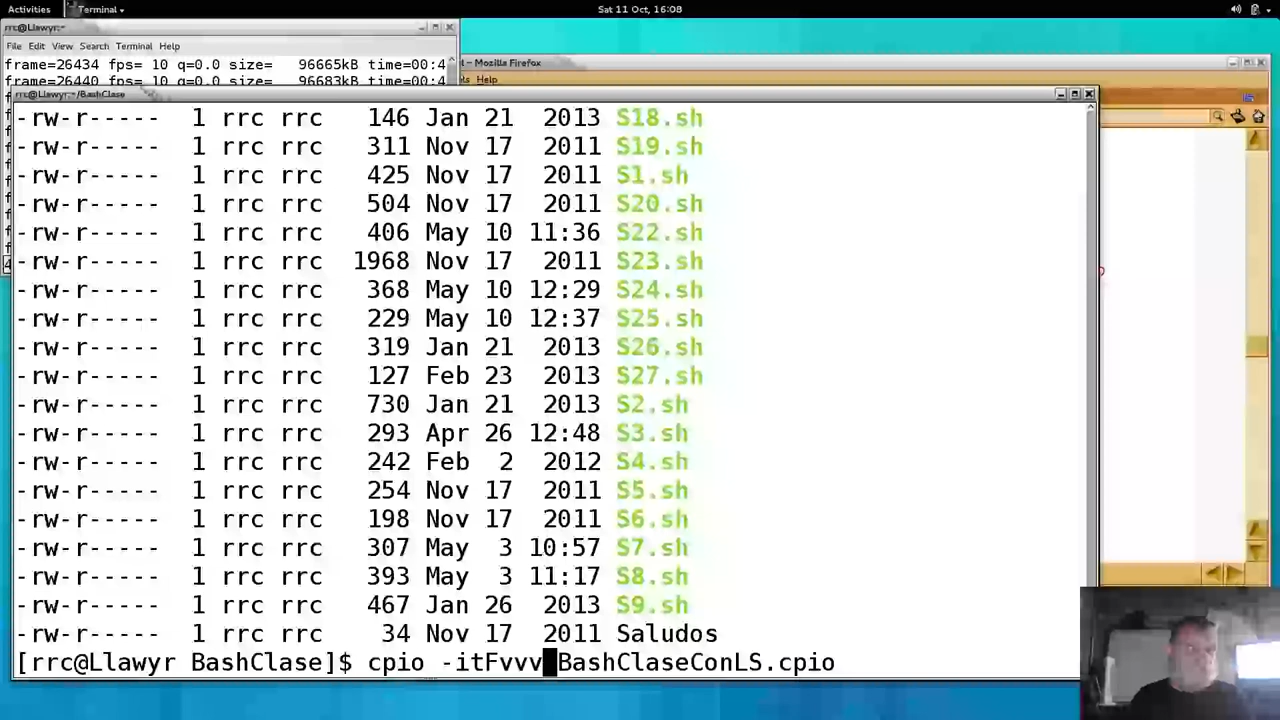 Activities Terminal Sat 11 Oct, 16:08
rrc@Llawyr:~
- Mozilla Firefox
File Edit View Search Terminal Help
Help
frame=26434 fps= 10 q=0.0 size= 96665kB time=00:4
frame=26440 fps= 10 q=0.0 size= 96683kB time=00:4
rrc@Llawyr:~/BashClase
-rw-r----- 1 rrc rrc 146 Jan 21 2013 S18.sh
-rw-r----- 1 rrc rrc 311 Nov 17 2011 S19.sh
-rw-r----- 1 rrc rrc 425 Nov 17 2011 S1.sh
-rw-r----- 1 rrc rrc 504 Nov 17 2011 S20.sh
-rw-r----- 1 rrc rrc 406 May 10 11:36 S22.sh
-rw-r----- 1 rrc rrc 1968 Nov 17 2011 S23.sh
-rw-r----- 1 rrc rrc 368 May 10 12:29 S24.sh
-rw-r----- 1 rrc rrc 229 May 10 12:37 S25.sh
-rw-r----- 1 rrc rrc 319 Jan 21 2013 S26.sh
-rw-r----- 1 rrc rrc 127 Feb 23 2013 S27.sh
-rw-r----- 1 rrc rrc 730 Jan 21 2013 S2.sh
-rw-r----- 1 rrc rrc 293 Apr 26 12:48 S3.sh
-rw-r----- 1 rrc rrc 242 Feb 2 2012 S4.sh
-rw-r----- 1 rrc rrc 254 Nov 17 2011 S5.sh
-rw-r----- 1 rrc rrc 198 Nov 17 2011 S6.sh
-rw-r----- 1 rrc rrc 307 May 3 10:57 S7.sh
-rw-r----- 1 rrc rrc 393 May 3 11:17 S8.sh
-rw-r----- 1 rrc rrc 467 Jan 26 2013 S9.sh
-rw-r----- 1 rrc rrc 34 Nov 17 2011 Saludos
[rrc@Llawyr BashClase]$ cpio -itFvvv BashClaseConLS.cpio